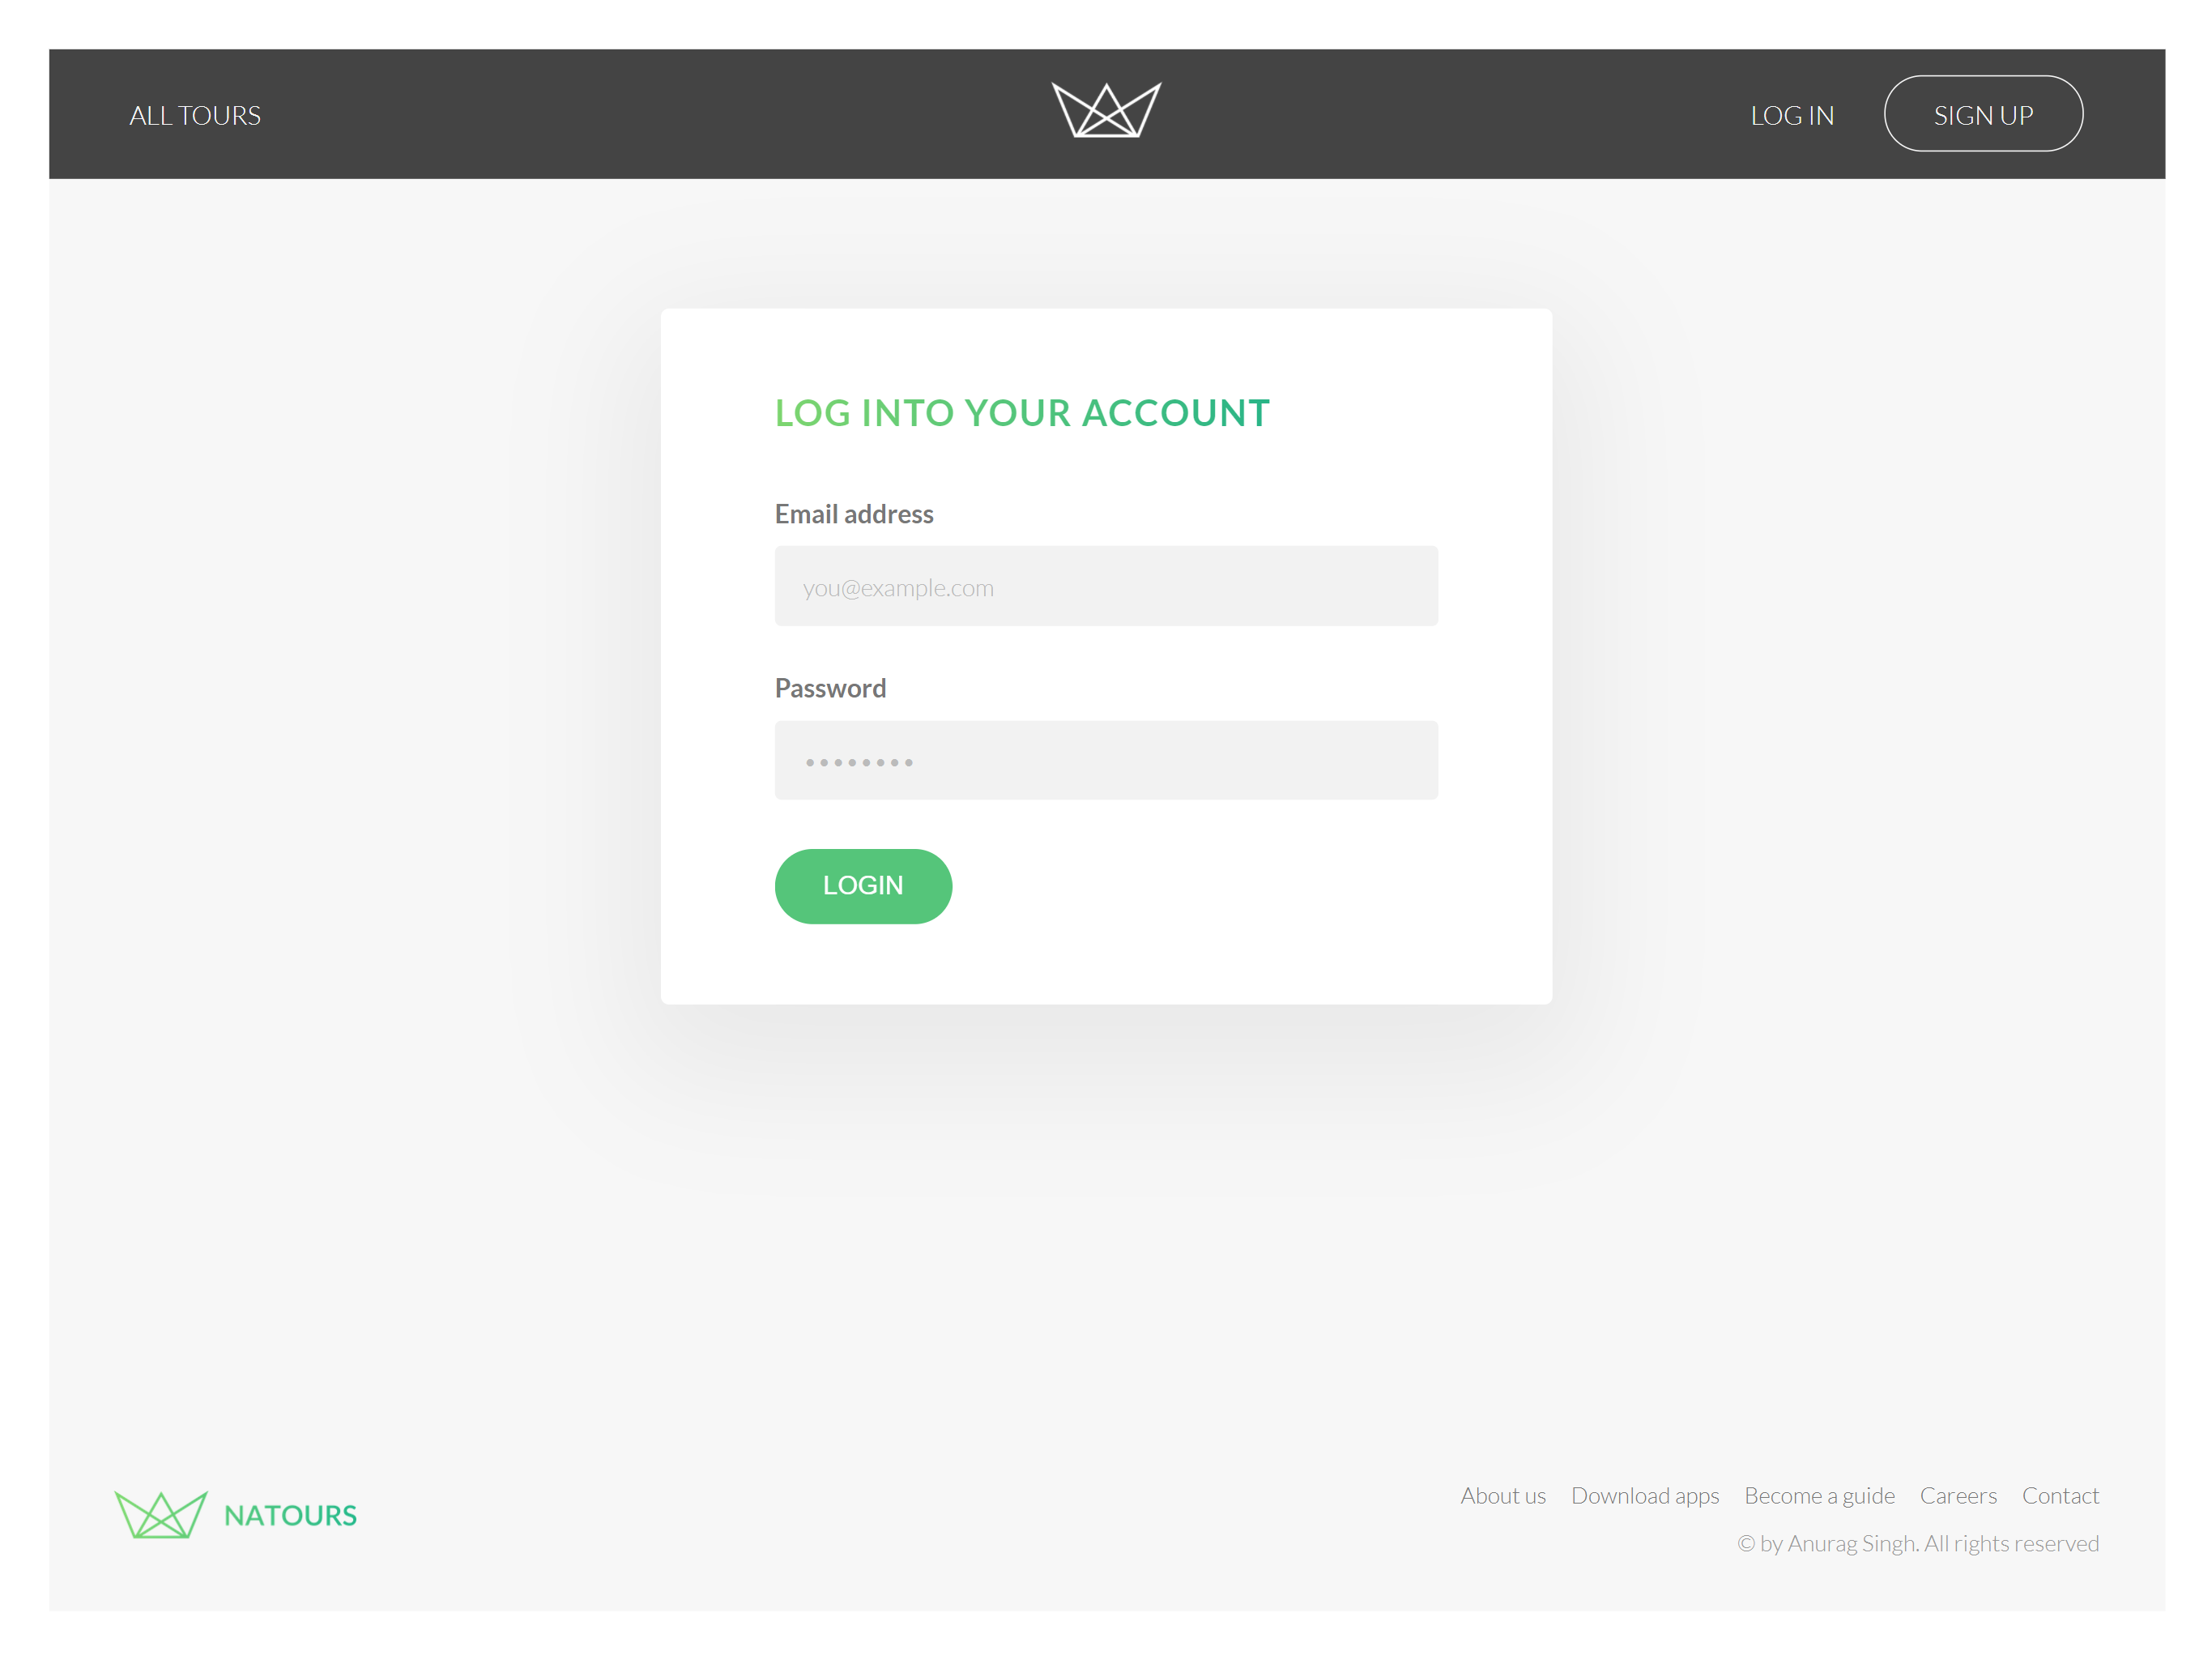 ALL TOURS
LOG IN
SIGN UP
LOG INTO YOUR ACCOUNT
Email address
you@example.com
Password
••••••••
LOGIN
NATOURS
About us Download apps Become a guide Careers Contact
© by Anurag Singh. All rights reserved